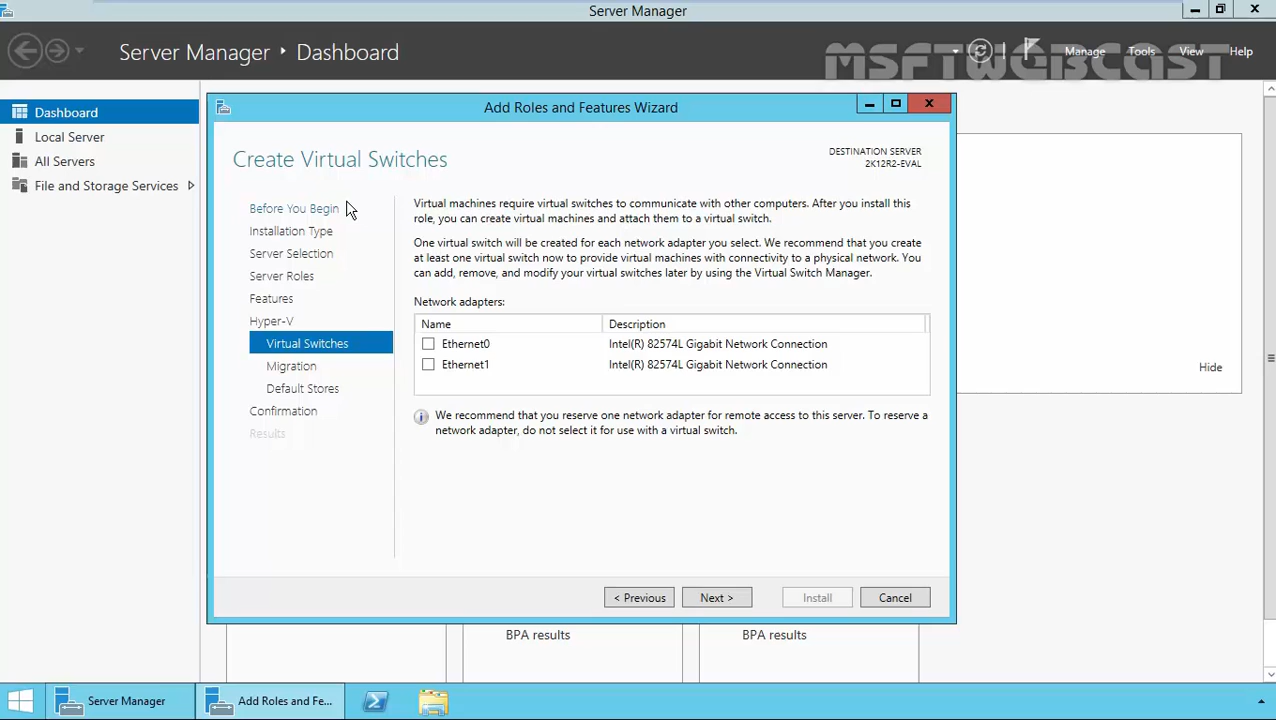 Server Manager
Server Manager • Dashboard
MSFTWEBCAST
Manage Tools View Help
Dashboard
Local Server
All Servers
File and Storage Services
Add Roles and Features Wizard
Create Virtual Switches
DESTINATION SERVER
2K12R2-EVAL
Before You Begin
Installation Type
Server Selection
Server Roles
Features
Hyper-V
Virtual Switches
Migration
Default Stores
Confirmation
Results
Virtual machines require virtual switches to communicate with other computers. After you install this
role, you can create virtual machines and attach them to a virtual switch.
One virtual switch will be created for each network adapter you select. We recommend that you create
at least one virtual switch now to provide virtual machines with connectivity to a physical network. You
can add, remove, and modify your virtual switches later by using the Virtual Switch Manager.
Network adapters:
Name Description
Ethernet0 Intel(R) 82574L Gigabit Network Connection
Ethernet1 Intel(R) 82574L Gigabit Network Connection
We recommend that you reserve one network adapter for remote access to this server. To reserve a
network adapter, do not select it for use with a virtual switch.
Hide
< Previous Next > Install Cancel
BPA results BPA results
Server Manager Add Roles and Fe...